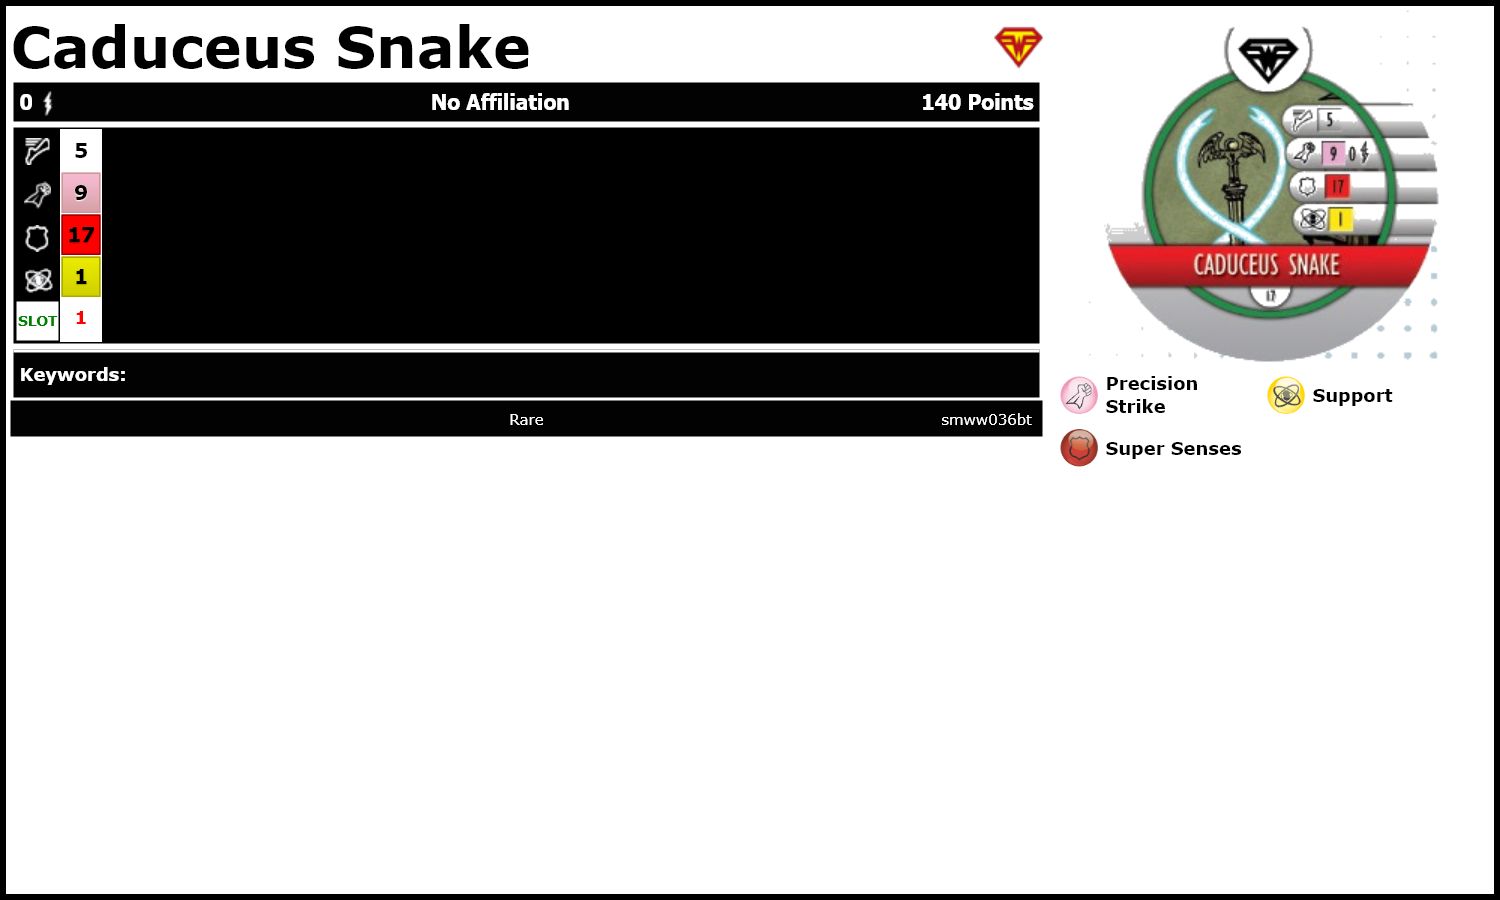 Caduceus Snake
0 No Affiliation 140 Points
5
9
17
1
SLOT 1
Keywords:
Rare smww036bt
5
9 0
17
1
CADUCEUS SNAKE
17
Precision
Strike
Support
Super Senses